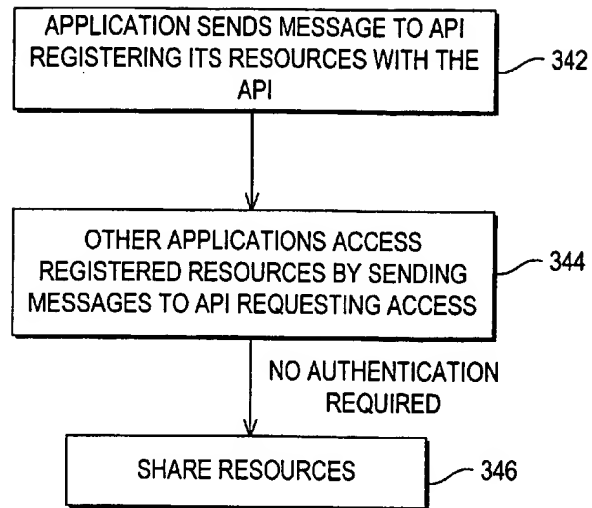 APPLICATION SENDS MESSAGE TO API
REGISTERING ITS RESOURCES WITH THE
API
342
OTHER APPLICATIONS ACCESS
REGISTERED RESOURCES BY SENDING
MESSAGES TO API REQUESTING ACCESS
344
NO AUTHENTICATION
REQUIRED
SHARE RESOURCES
346